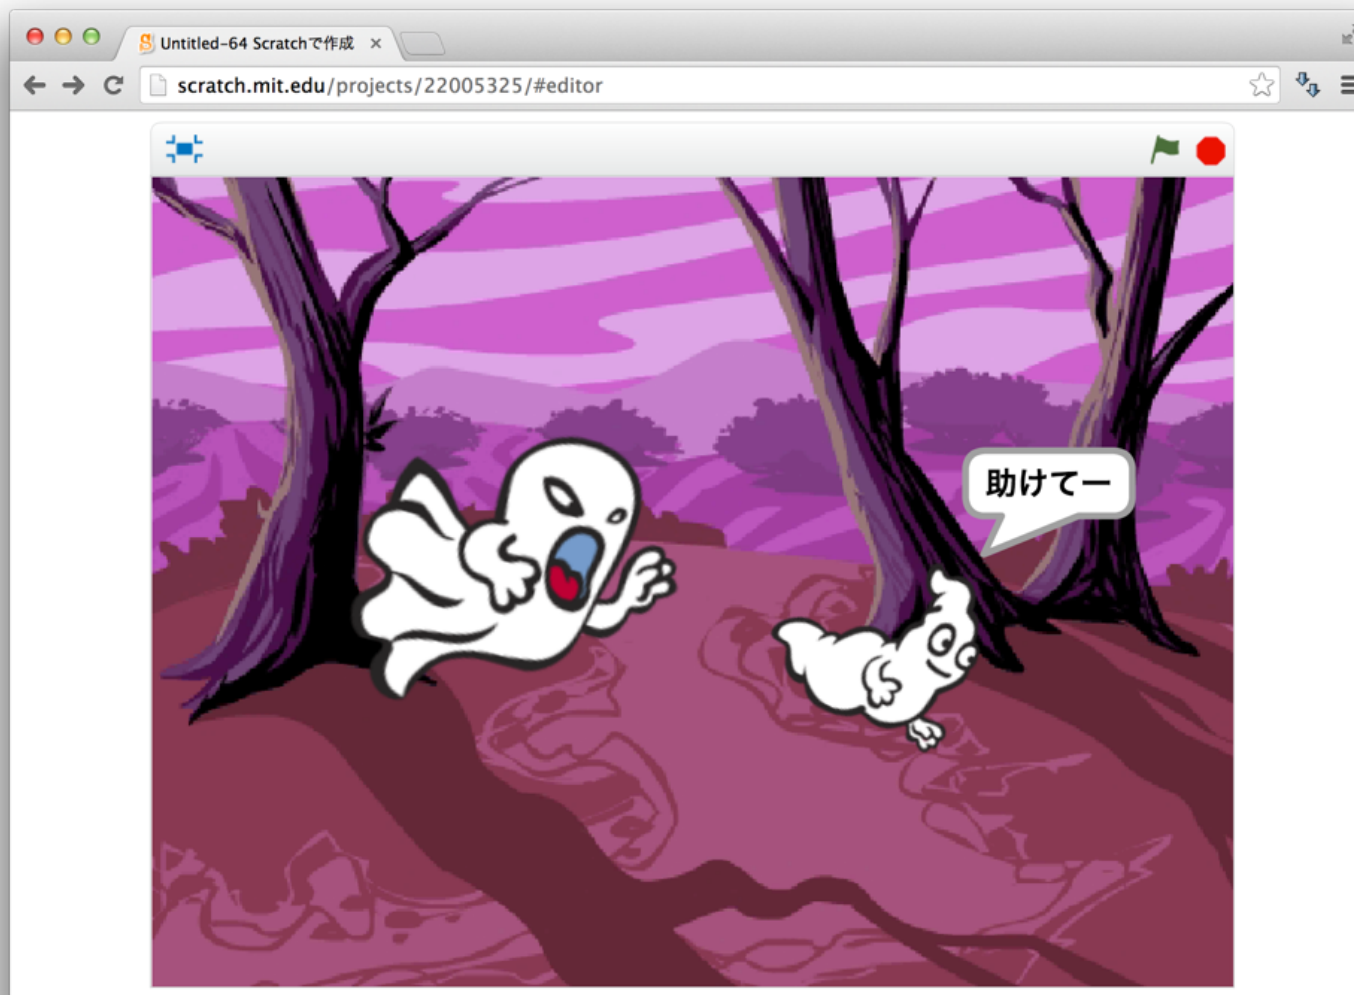 Untitled-64 Scratchで作成
scratch.mit.edu/projects/22005325/#editor
助けてー